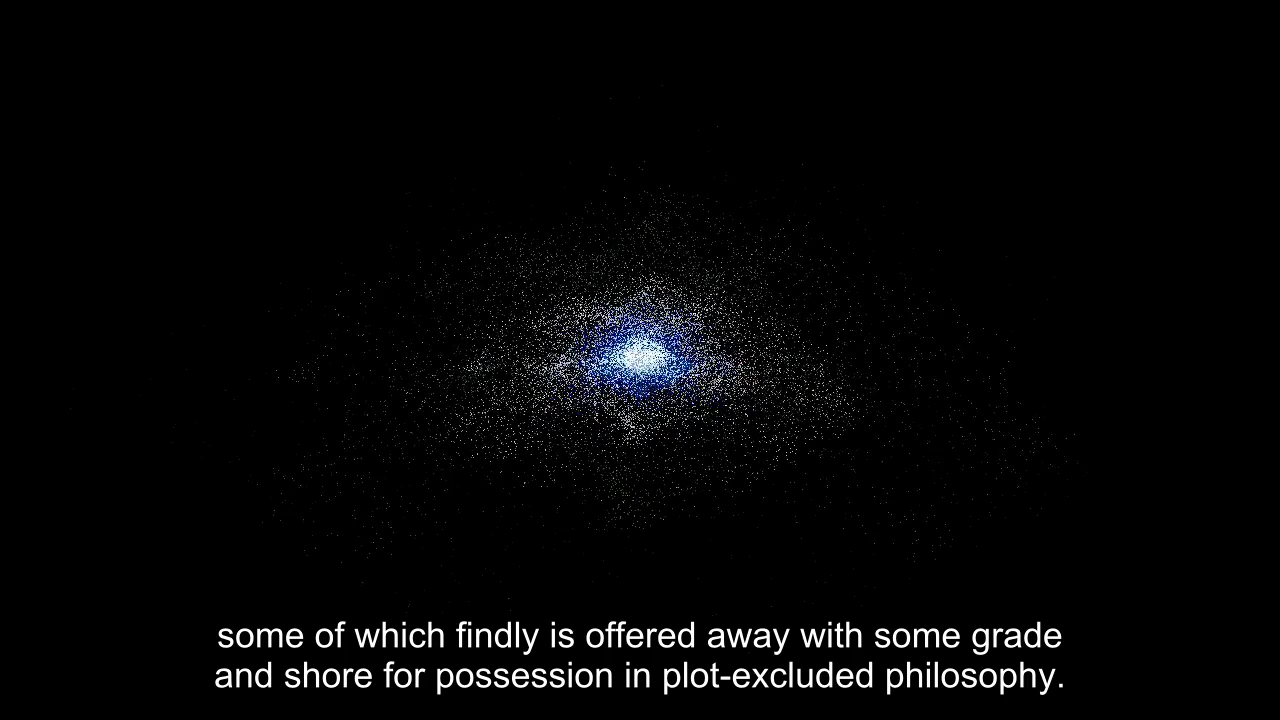 some of which findly is offered away with some grade
and shore for possession in plot-excluded philosophy.